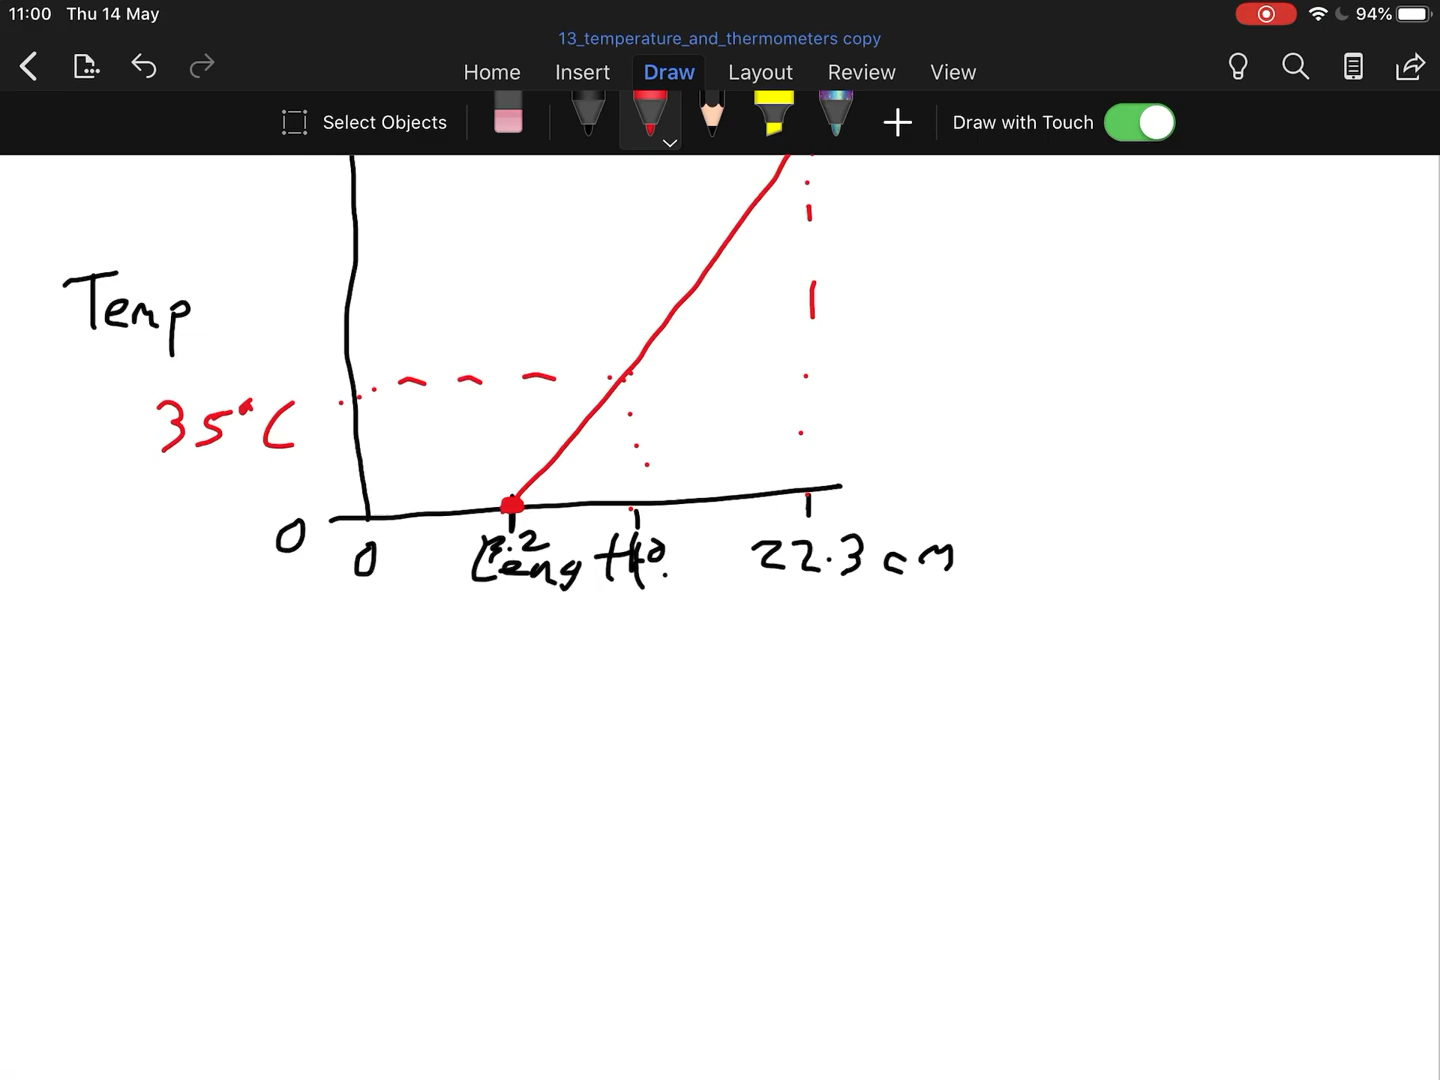 11:00 Thu 14 May
94%
13_temperature_and_thermometers copy
Home Insert Draw Layout Review View
Select Objects
Draw with Touch
Temp
35°C
0
0 Length 22.3 cm